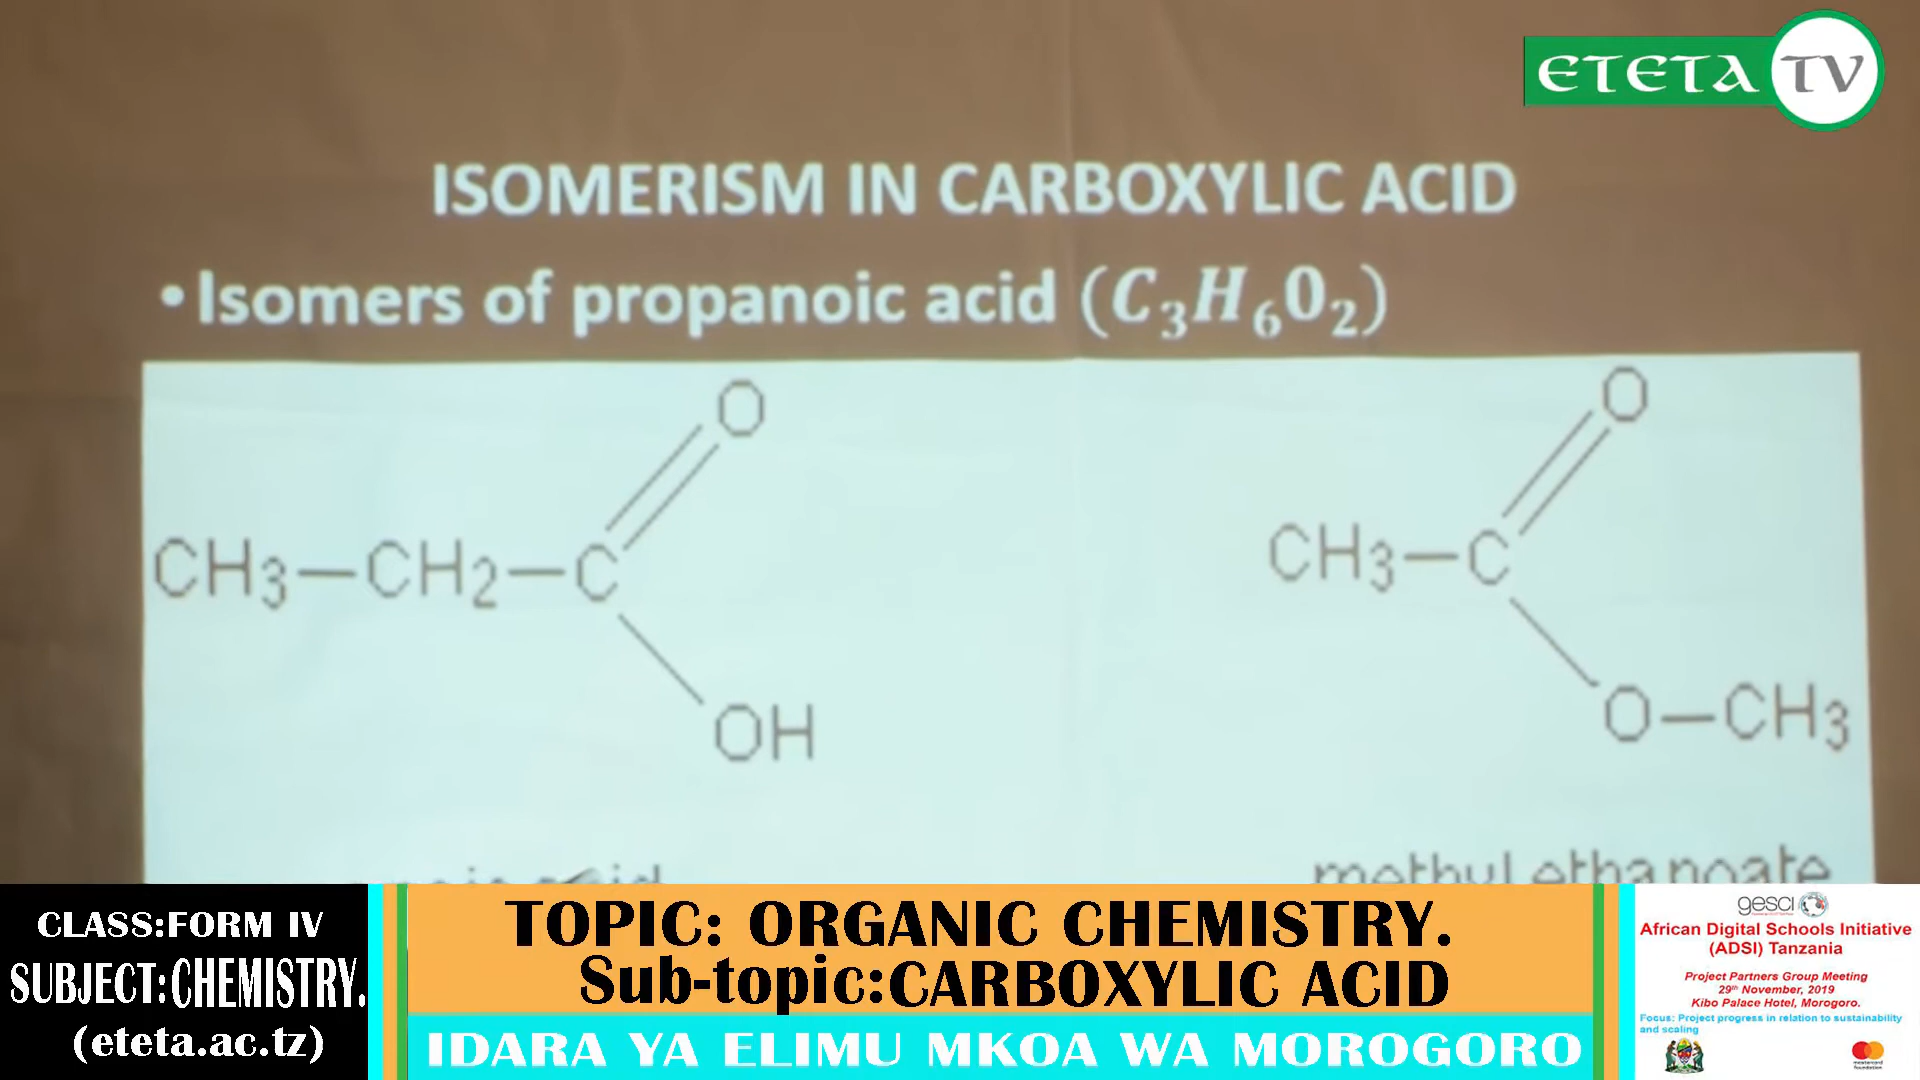 ETETA TV
ISOMERISM IN CARBOXYLIC ACID
• Isomers of propanoic acid (C₃H₆O₂)
O
CH3—CH2—C
OH
O
CH3—C
O—CH3
methyl ethanoate
CLASS:FORM IV
SUBJECT:CHEMISTRY.
(eteta.ac.tz)
TOPIC: ORGANIC CHEMISTRY.
Sub-topic:CARBOXYLIC ACID
IDARA YA ELIMU MKOA WA MOROGORO
gesci
African Digital Schools Initiative
(ADSI) Tanzania
Project Partners Group Meeting
29th November, 2019
Kibo Palace Hotel, Morogoro.
Focus: Project progress in relation to sustainability
and scaling
mastercard
foundation